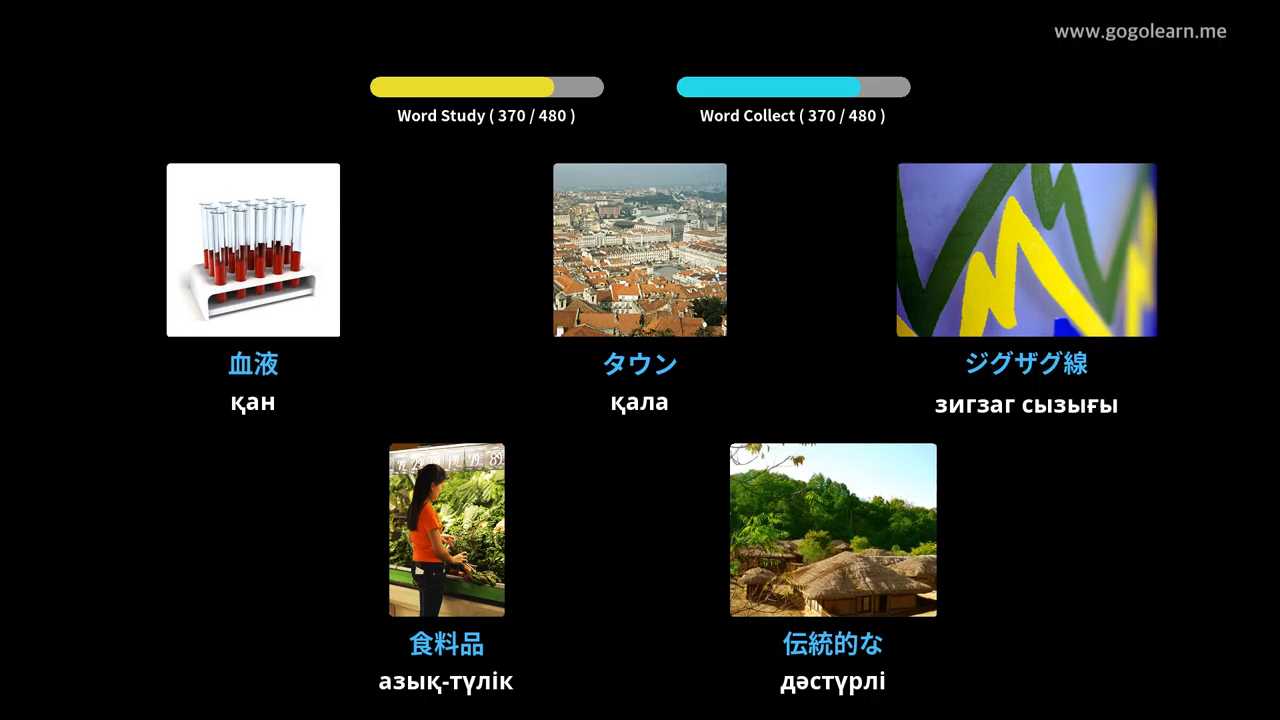 www.gogolearn.me
Word Study ( 370 / 480 )
Word Collect ( 370 / 480 )
血液
қан
タウン
қала
ジグザグ線
зигзаг сызығы
食料品
азық-түлік
伝統的な
дәстүрлі